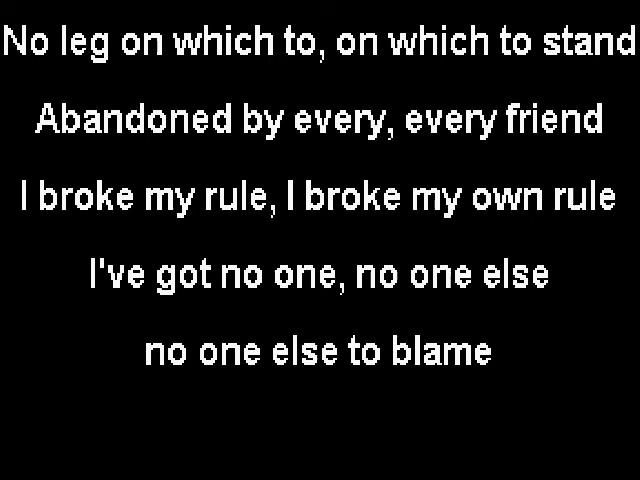 No leg on which to, on which to stand
Abandoned by every, every friend
I broke my rule, I broke my own rule
I've got no one, no one else
no one else to blame